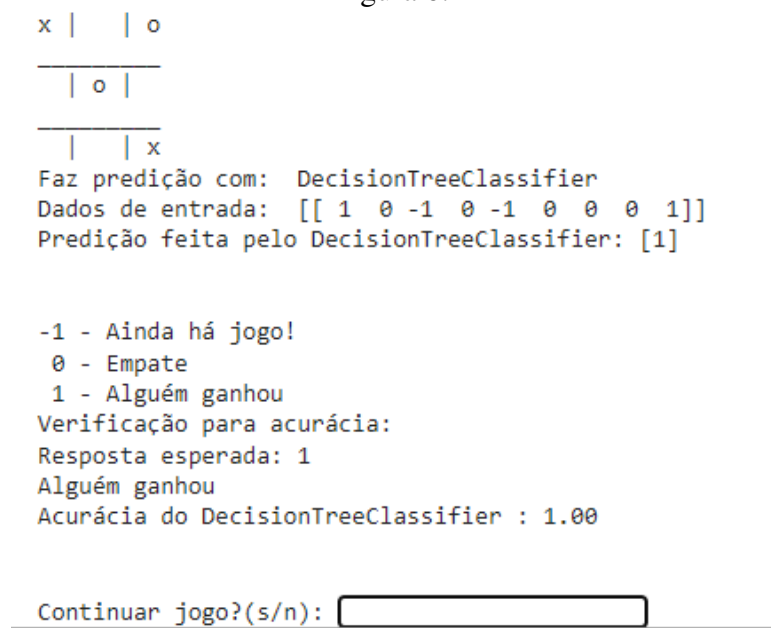 x |   | o
_________
  | o |
_________
  |   | x
Faz predição com:  DecisionTreeClassifier
Dados de entrada:  [[ 1  0 -1  0 -1  0  0  0  1]]
Predição feita pelo DecisionTreeClassifier: [1]
-1 - Ainda há jogo!
 0 - Empate
 1 - Alguém ganhou
Verificação para acurácia:
Resposta esperada: 1
Alguém ganhou
Acurácia do DecisionTreeClassifier : 1.00
Continuar jogo?(s/n):